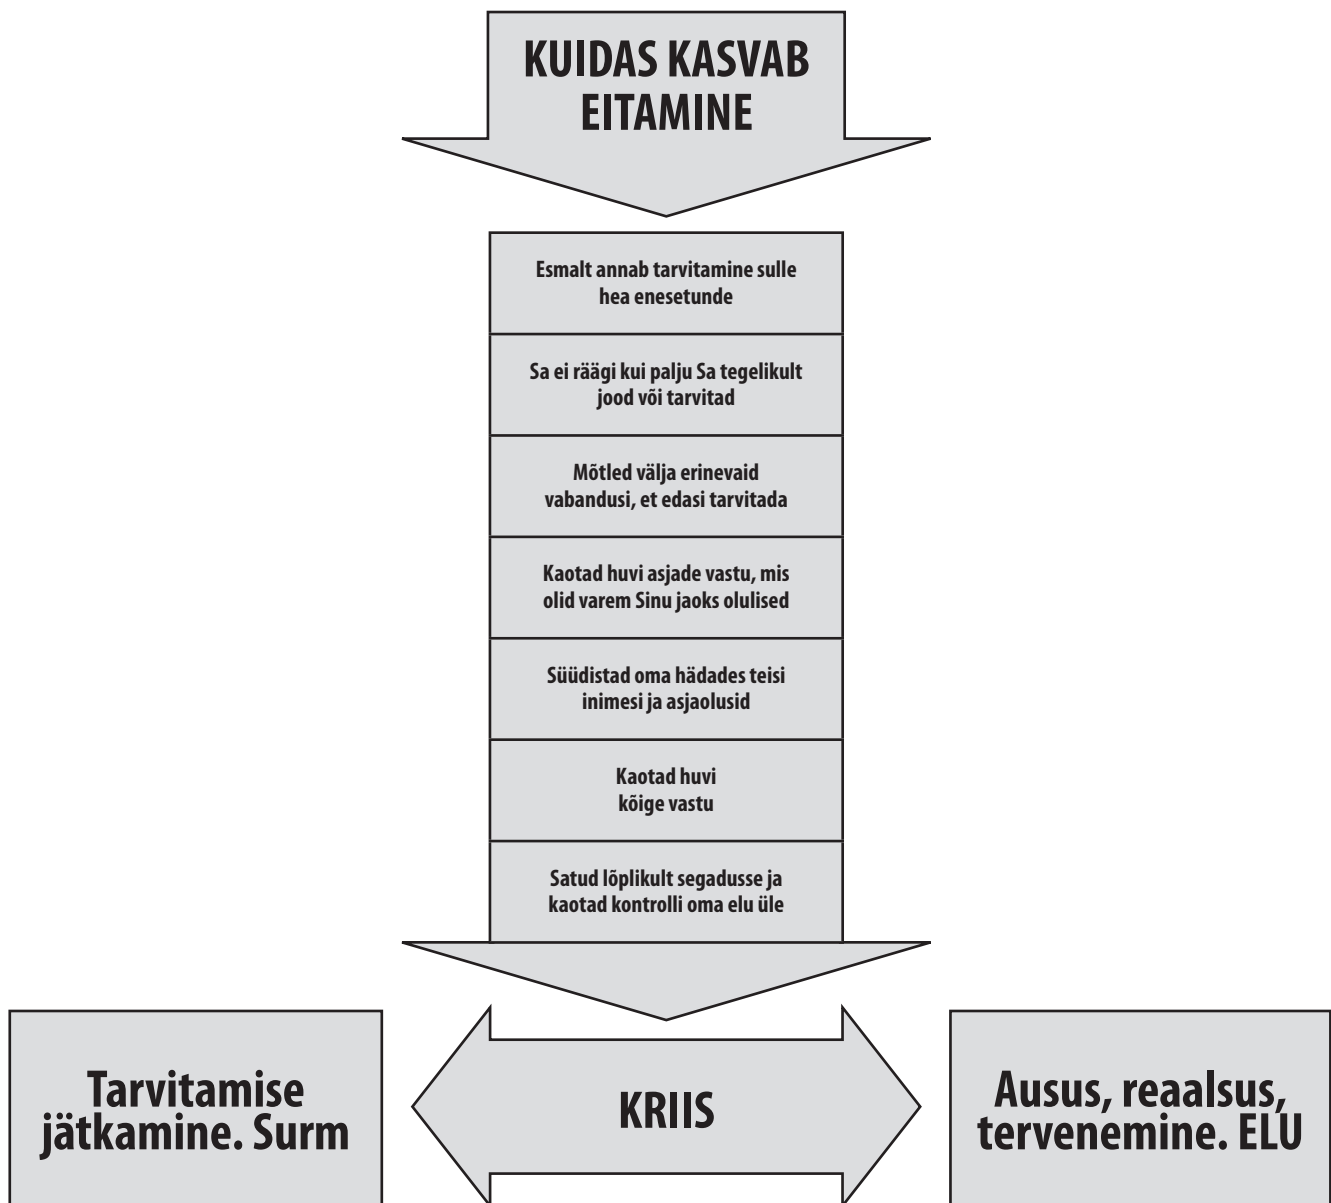 KUIDAS KASVAB
EITAMINE
Esmalt annab tarvitamine sulle
hea enesetunde
Sa ei räägi kui palju Sa tegelikult
jood või tarvitad
Mõtled välja erinevaid
vabandusi, et edasi tarvitada
Kaotad huvi asjade vastu, mis
olid varem Sinu jaoks olulised
Süüdistad oma hädades teisi
inimesi ja asjaolusid
Kaotad huvi
kõige vastu
Satud lõplikult segadusse ja
kaotad kontrolli oma elu üle
Tarvitamise
jätkamine. Surm
KRIIS
Ausus, reaalsus,
tervenemine. ELU